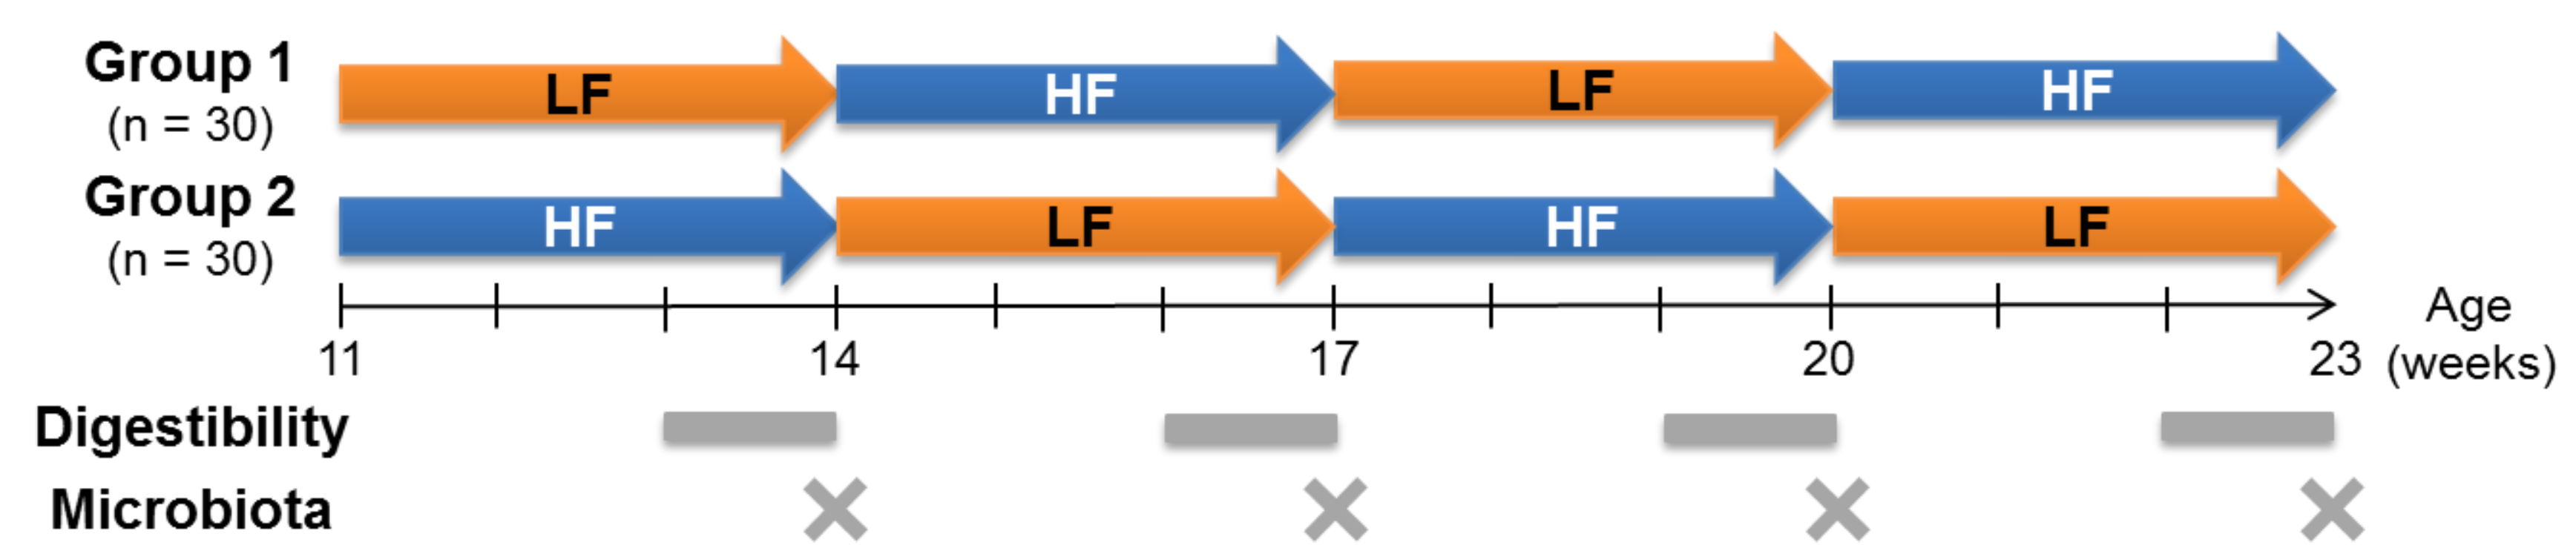 Group 1
(n = 30)
LF
HF
LF
HF
Group 2
(n = 30)
HF
LF
HF
LF
11
14
17
20
23
Age
(weeks)
Digestibility
Microbiota